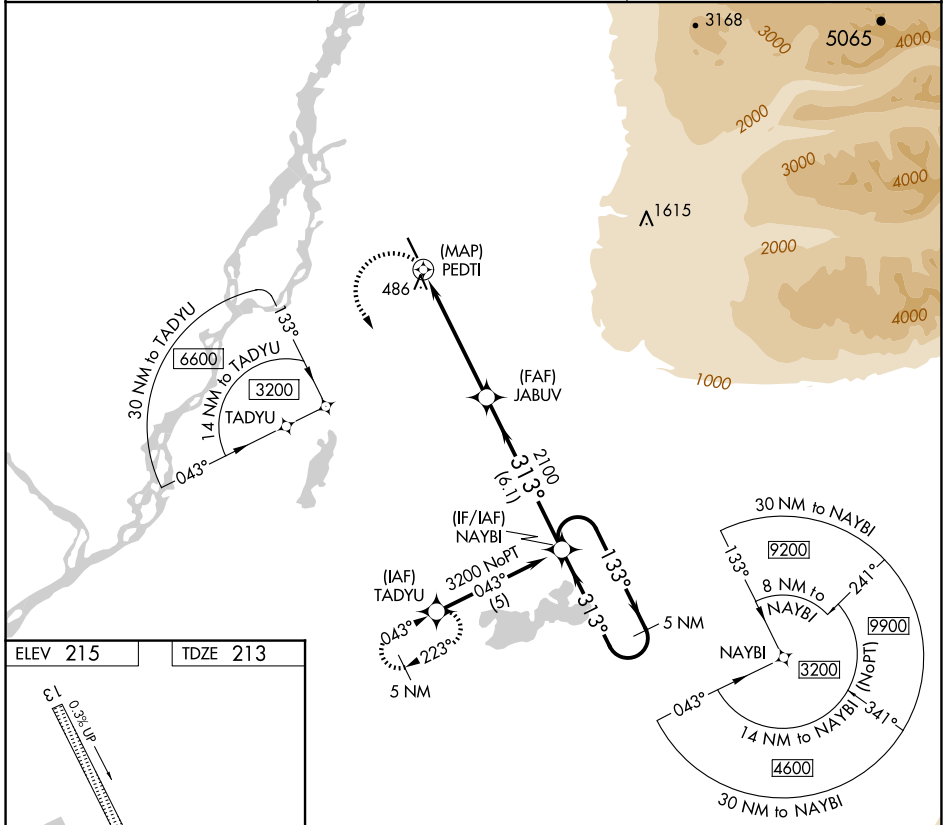 3168
5065
3000
4000
2000
3000
4000
1615
2000
4000
1000
(MAP)
PEDTI
486
30 NM to TADYU
6600
133°
14 NM to TADYU
3200
TADYU
043°
(FAF)
JABUV
2100
313°
(6.1)
(IF/IAF)
NAYBI
3200 NoPT
043°
(5)
(IAF)
TADYU
043°
223°
5 NM
133°
313°
5 NM
30 NM to NAYBI
9200
133°
8 NM to
NAYBI
241°
9900
NAYBI
3200
043°
14 NM to NAYBI (NoPT)
341°
4600
30 NM to NAYBI
ELEV 215
TDZE 213
13
0.3% UP